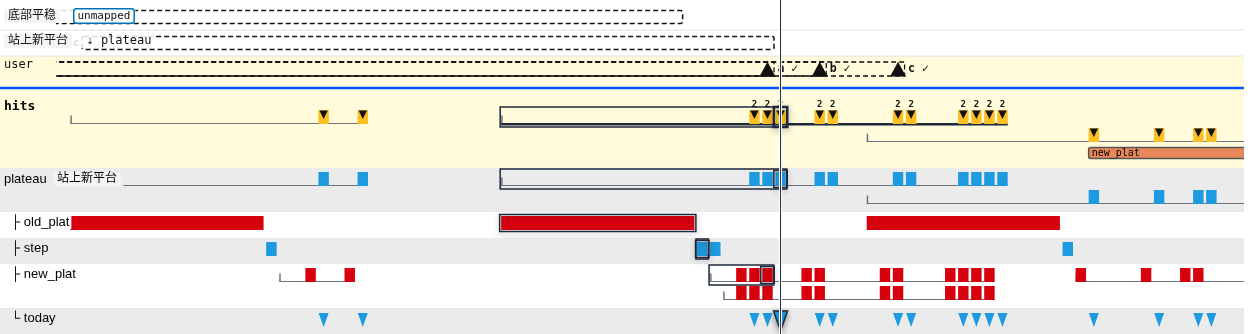 底部平稳 unmapped
站上新平台 ↓ plateau
user a ✓ b ✓ c ✓
hits 2 2 2 2 2 2 2 2 2 2
new_plat
plateau 站上新平台
├ old_plat
├ step
├ new_plat
└ today